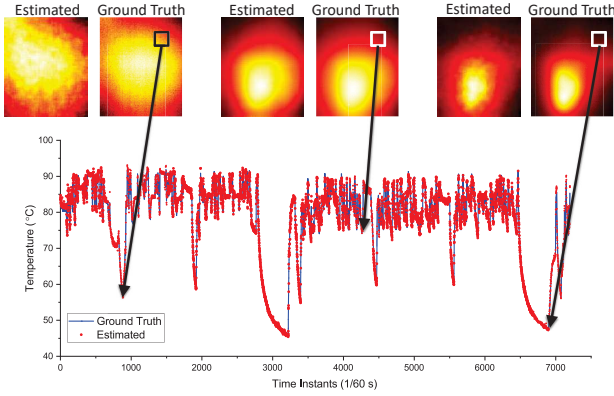 Estimated Ground Truth Estimated Ground Truth Estimated Ground Truth
100
90
80
70
60
50
40
Temperature (°C)
Ground Truth
Estimated
0 1000 2000 3000 4000 5000 6000 7000
Time Instants (1/60 s)